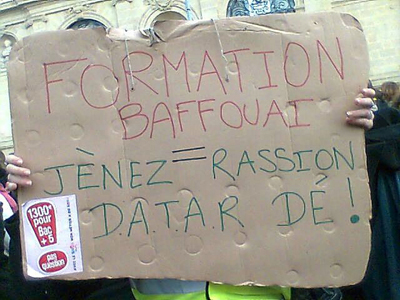 FORMATION
BAFFOUAI
JÈNEZ = RASSION
D.A.T.A.R DÉ !
1300€
pour
Bac
+ 5
pas
question